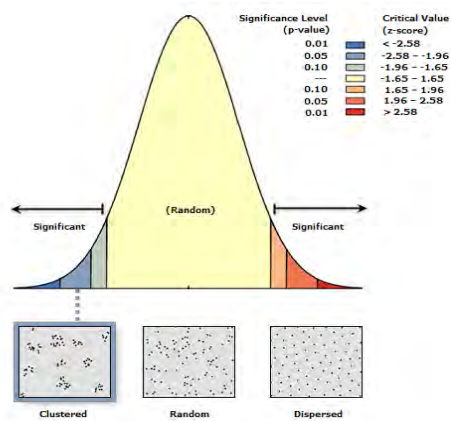 Significance Level Critical Value
(p-value) (z-score)
0.01 < -2.58
0.05 -2.58 – -1.96
0.10 -1.96 – -1.65
--- -1.65 – 1.65
0.10 1.65 – 1.96
0.05 1.96 – 2.58
0.01 > 2.58
(Random)
Significant Significant
Clustered Random Dispersed